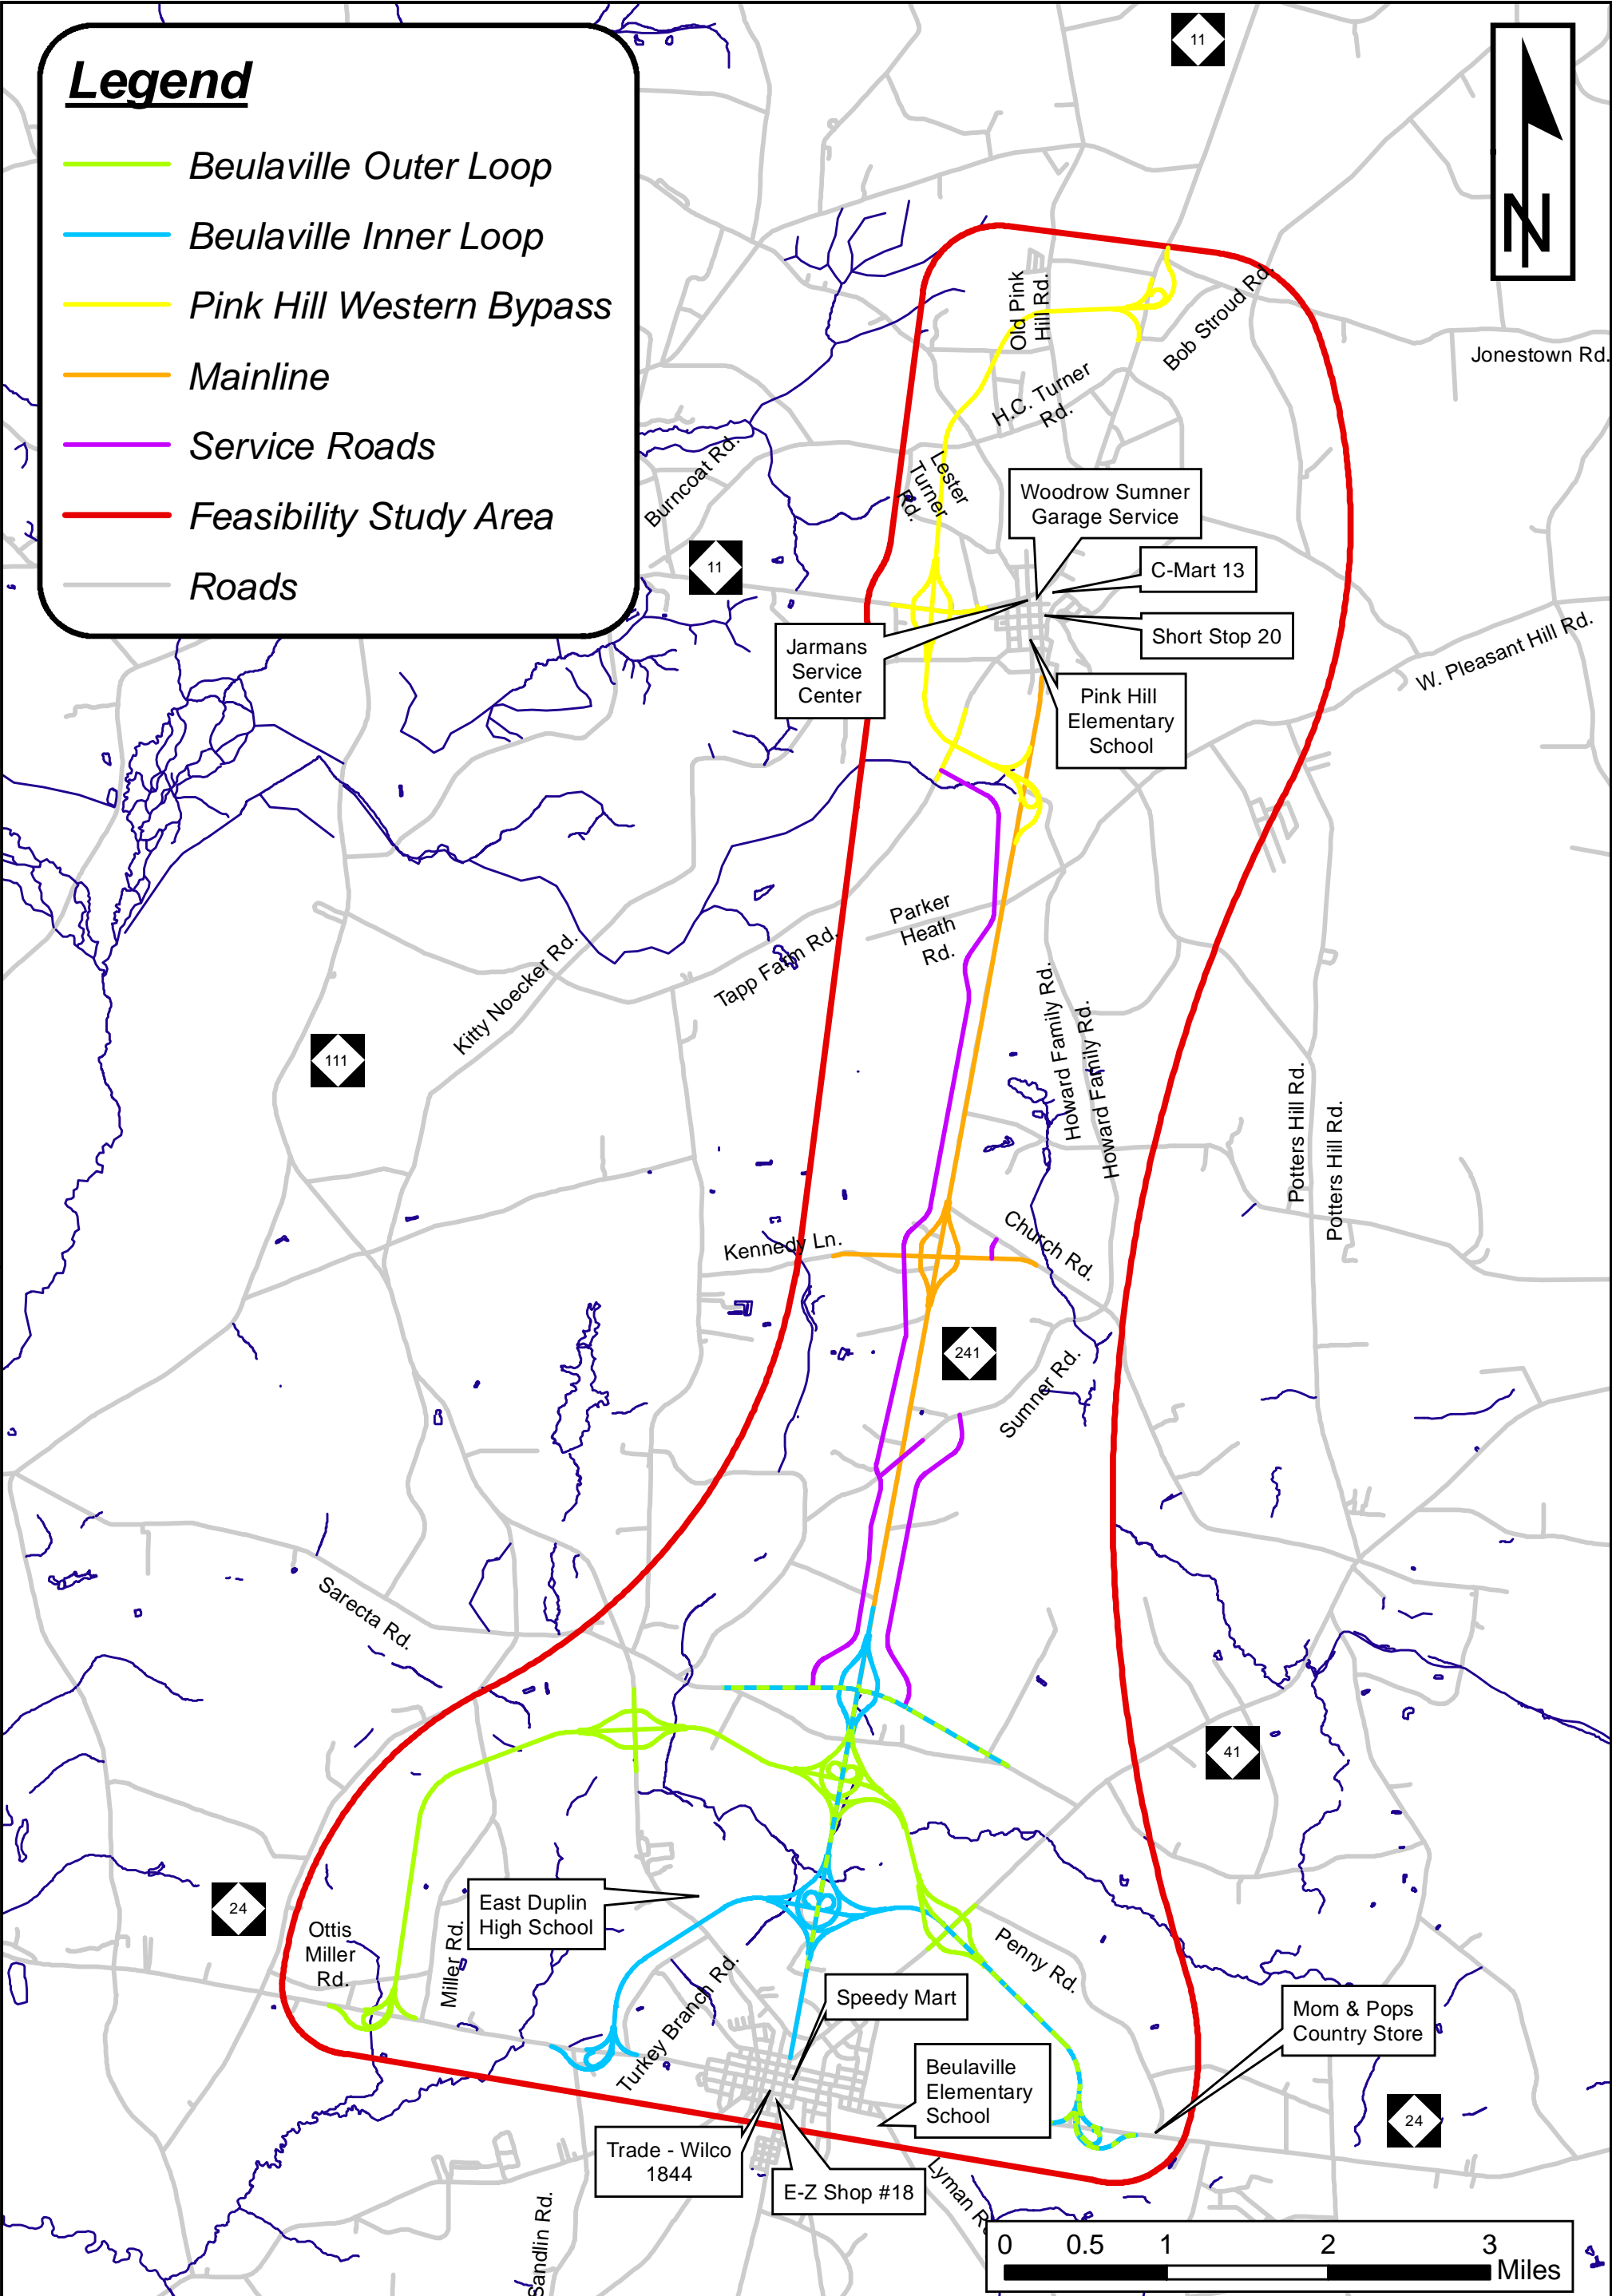 Legend
Beulaville Outer Loop
Beulaville Inner Loop
Pink Hill Western Bypass
Mainline
Service Roads
Feasibility Study Area
Roads
11
N
Old Pink
Hill Rd.
Bob Stroud Rd.
Jonestown Rd.
H.C. Turner
Rd.
Burncoat Rd.
Lester
Turner
Rd.
Woodrow Sumner
Garage Service
11
C-Mart 13
Short Stop 20
Jarmans
Service
Center
W. Pleasant Hill Rd.
Pink Hill
Elementary
School
Parker
Heath
Rd.
Tapp Farm Rd.
Kitty Noecker Rd.
111
Howard Family Rd.
Howard Family Rd.
Potters Hill Rd.
Potters Hill Rd.
Kennedy Ln.
Church Rd.
241
Sumner Rd.
Sarecta Rd.
41
24
East Duplin
High School
Ottis
Miller
Rd.
Miller Rd.
Turkey Branch Rd.
Penny Rd.
Speedy Mart
Mom & Pops
Country Store
Beulaville
Elementary
School
24
Trade - Wilco
1844
E-Z Shop #18
Lyman Rd.
Sandlin Rd.
0 0.5 1 2 3
Miles